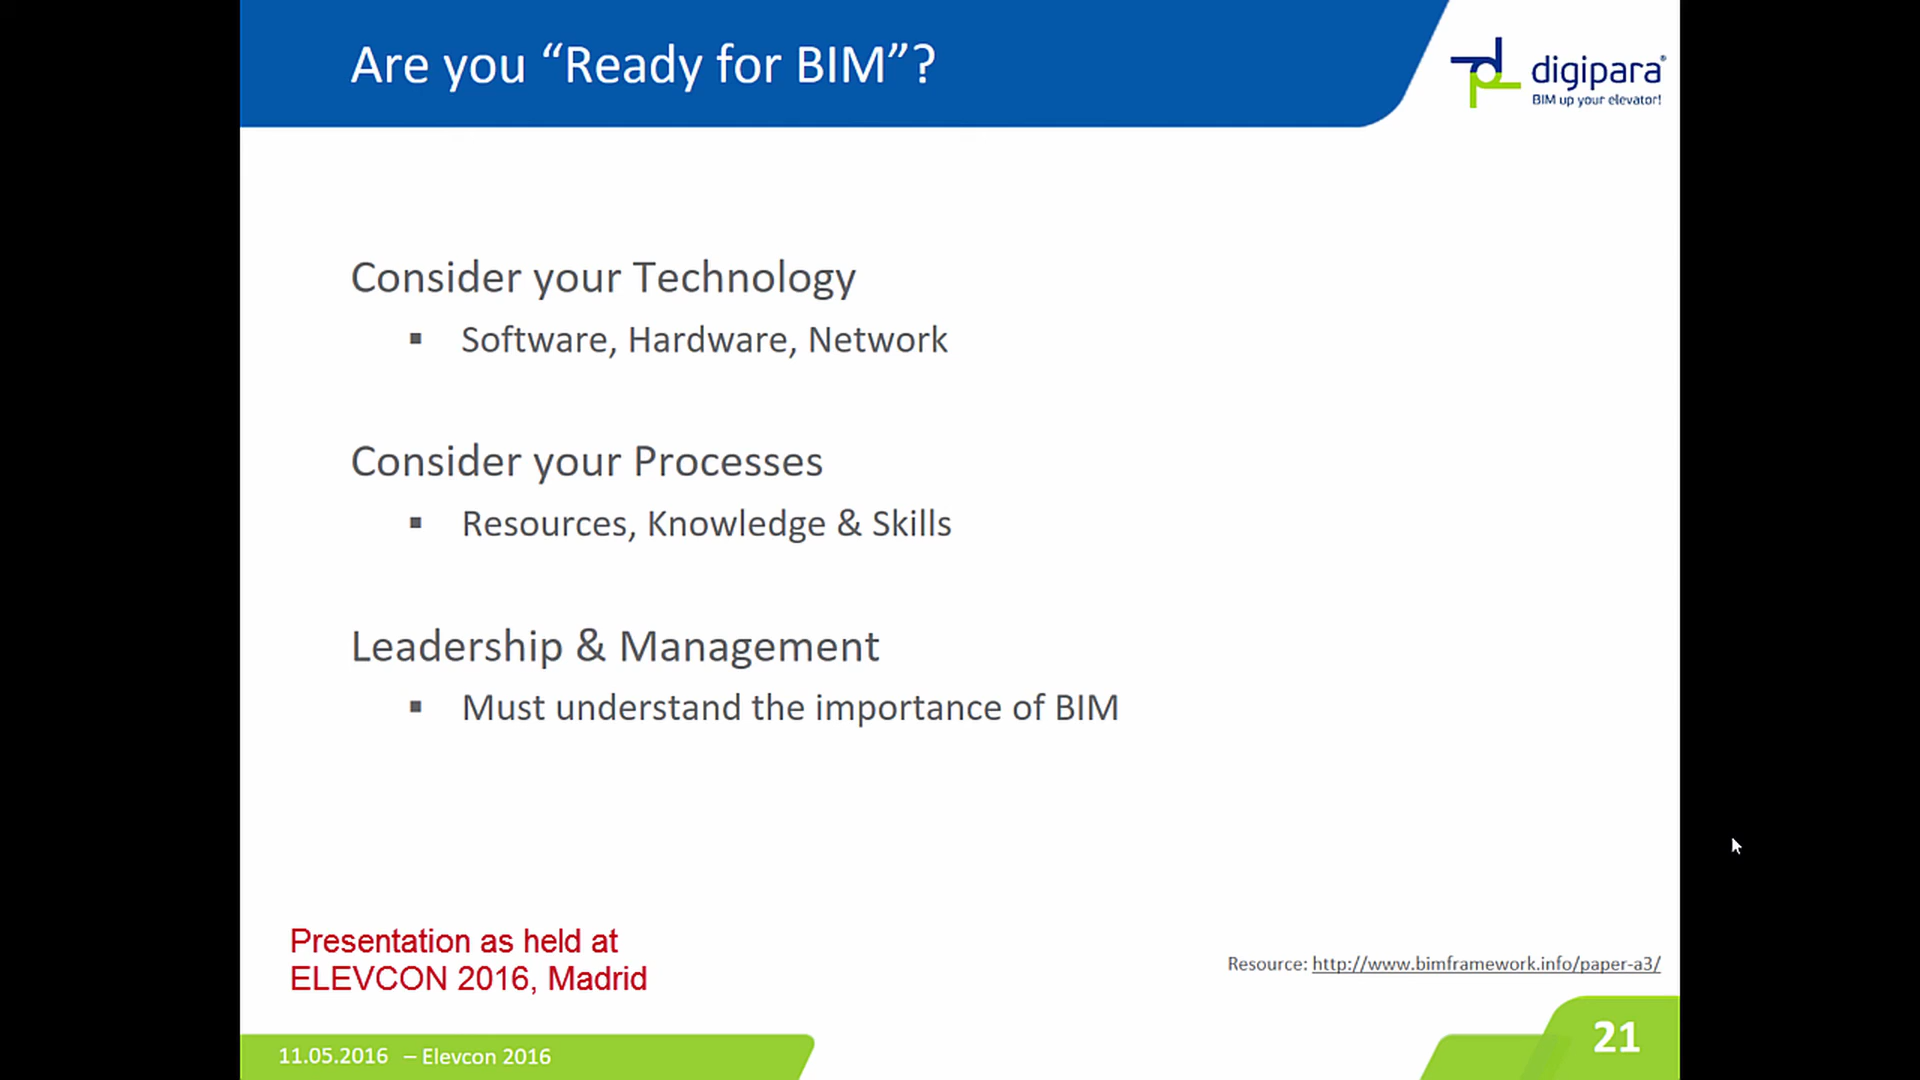 Are you “Ready for BIM”?
digipara®
BIM up your elevator!
Consider your Technology
▪ Software, Hardware, Network
Consider your Processes
▪ Resources, Knowledge & Skills
Leadership & Management
▪ Must understand the importance of BIM
Presentation as held at
ELEVCON 2016, Madrid
Resource: http://www.bimframework.info/paper-a3/
11.05.2016 – Elevcon 2016
21